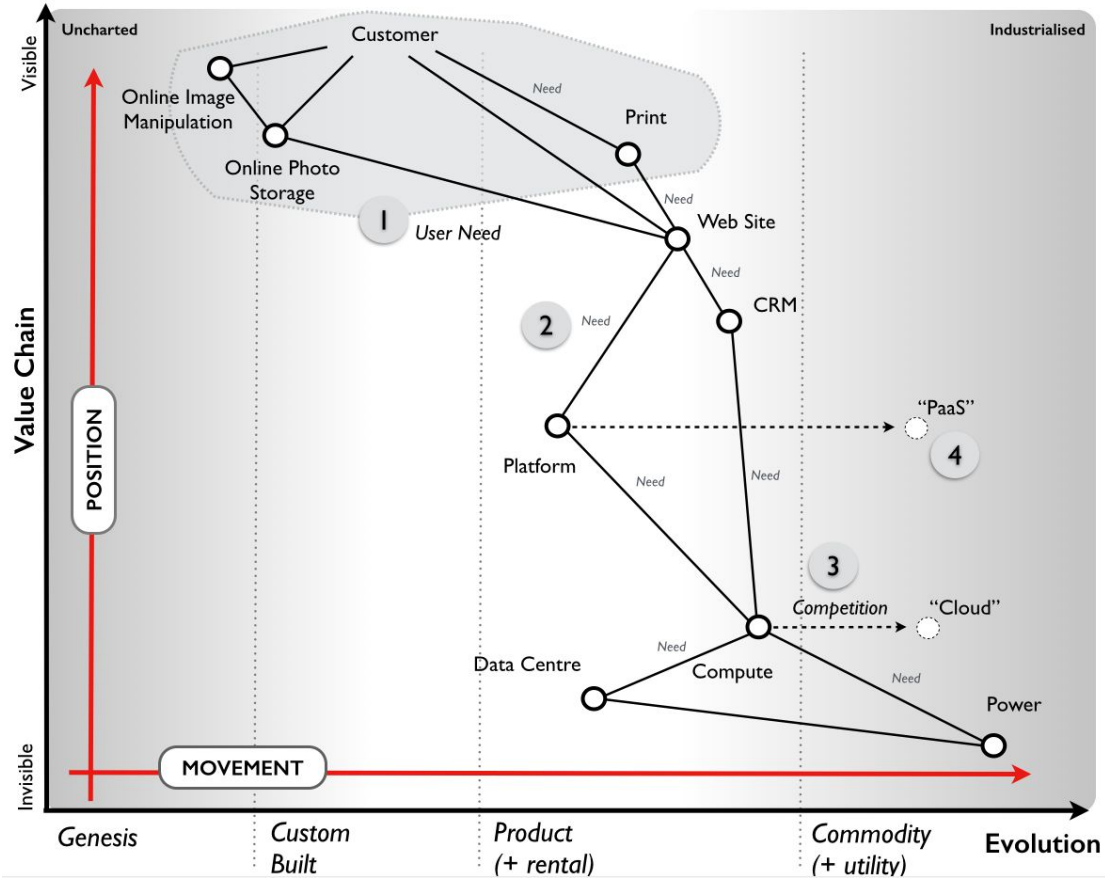 Uncharted
Customer
Industrialised
Visible
Online Image
Manipulation
Need
Print
Online Photo
Storage
Need
1
User Need
Web Site
Need
2
Need
CRM
Value Chain
POSITION
"PaaS"
4
Platform
Need
Need
3
Competition
"Cloud"
Need
Data Centre
Compute
Need
Power
Invisible
MOVEMENT
Genesis
Custom
Built
Product
(+ rental)
Commodity
(+ utility)
Evolution